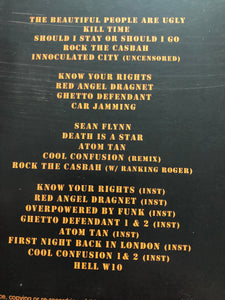 THE BEAUTIFUL PEOPLE ARE UGLY
KILL TIME
SHOULD I STAY OR SHOULD I GO
ROCK THE CASBAH
INNOCULATED CITY (UNCENSORED)
KNOW YOUR RIGHTS
RED ANGEL DRAGNET
GHETTO DEFENDANT
CAR JAMMING
SEAN FLYNN
DEATH IS A STAR
ATOM TAN
COOL CONFUSION (REMIX)
ROCK THE CASBAH (W/ RANKING ROGER)
KNOW YOUR RIGHTS (INST)
RED ANGEL DRAGNET (INST)
OVERPOWERED BY FUNK (INST)
GHETTO DEFENDANT 1 & 2 (INST)
ATOM TAN (INST)
FIRST NIGHT BACK IN LONDON (INST)
COOL CONFUSION 1 & 2 (INST)
HELL W10
copying or